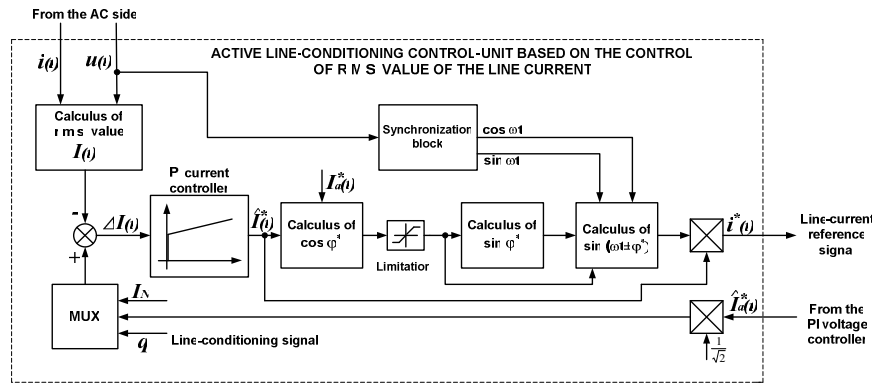 From the AC side
ACTIVE LINE-CONDITIONING CONTROL-UNIT BASED ON THE CONTROL
OF R M S VALUE OF THE LINE CURRENT
i(t)
u(t)
Calculus of
r m s value
I(t)
Synchronization
block
cos ωt
sin ωt
P current
controller
I*a(t)
-
ΔI(t)
+
Î*(t)
Calculus of
cos φ*
Limitation
Calculus of
sin φ*
Calculus of
sin (ωt±φ*)
i*(t)
Line-current
reference
signa
MUX
IN
q
Line-conditioning signal
Î*a(t)
1/√2
From the
PI voltage
controller